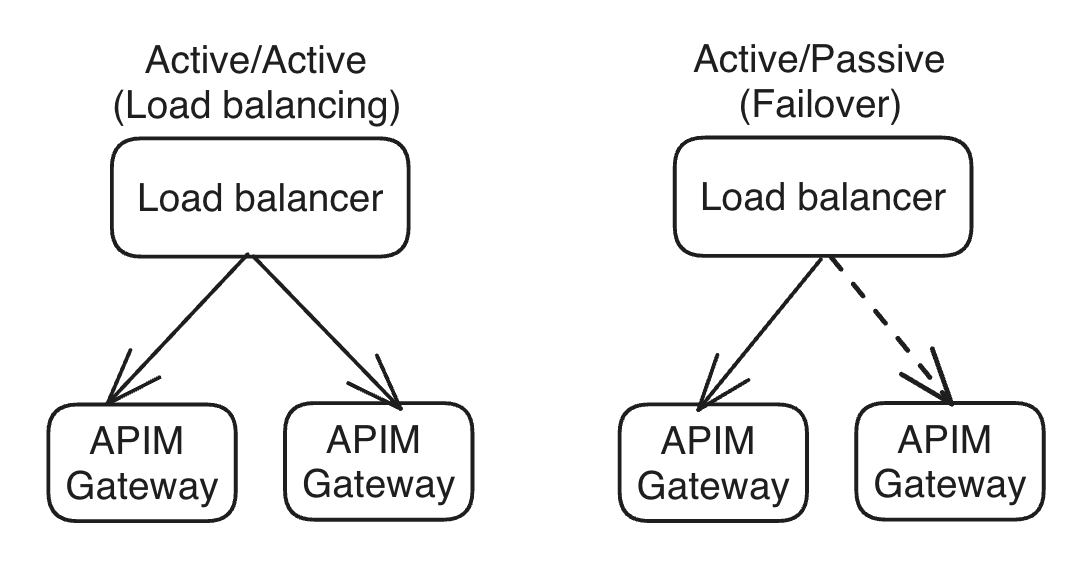 Active/Active
(Load balancing)
Load balancer
APIM
Gateway
APIM
Gateway
Active/Passive
(Failover)
Load balancer
APIM
Gateway
APIM
Gateway